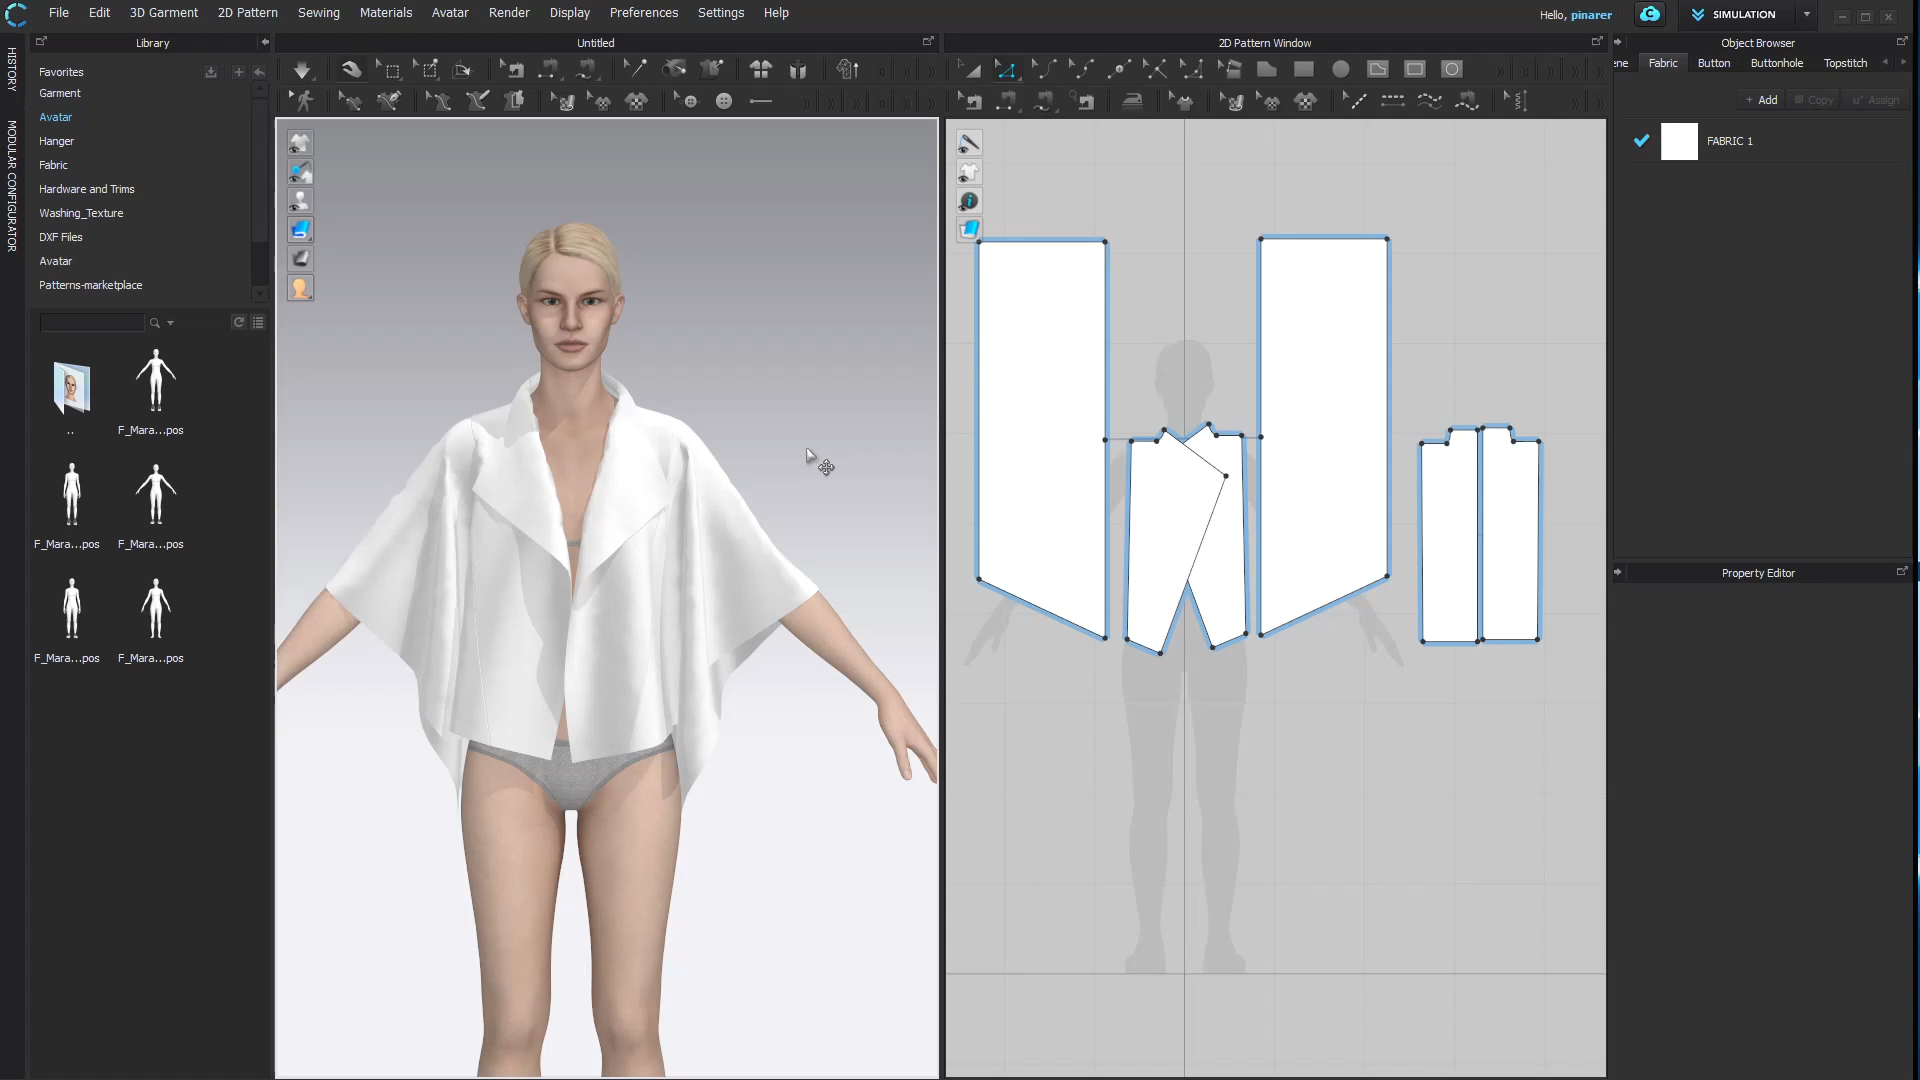 File Edit 3D Garment 2D Pattern Sewing Materials Avatar Render Display Preferences Settings Help
Hello, pinarer
SIMULATION
Library
Untitled
2D Pattern Window
Object Browser
HISTORY
MODULAR CONFIGURATOR
Favorites
Garment
Avatar
Hanger
Fabric
Hardware and Trims
Washing_Texture
DXF Files
Avatar
Patterns-marketplace
..
F_Mara...pos
F_Mara...pos
F_Mara...pos
F_Mara...pos
F_Mara...pos
ene Fabric Button Buttonhole Topstitch
+ Add Copy Assign
FABRIC 1
Property Editor